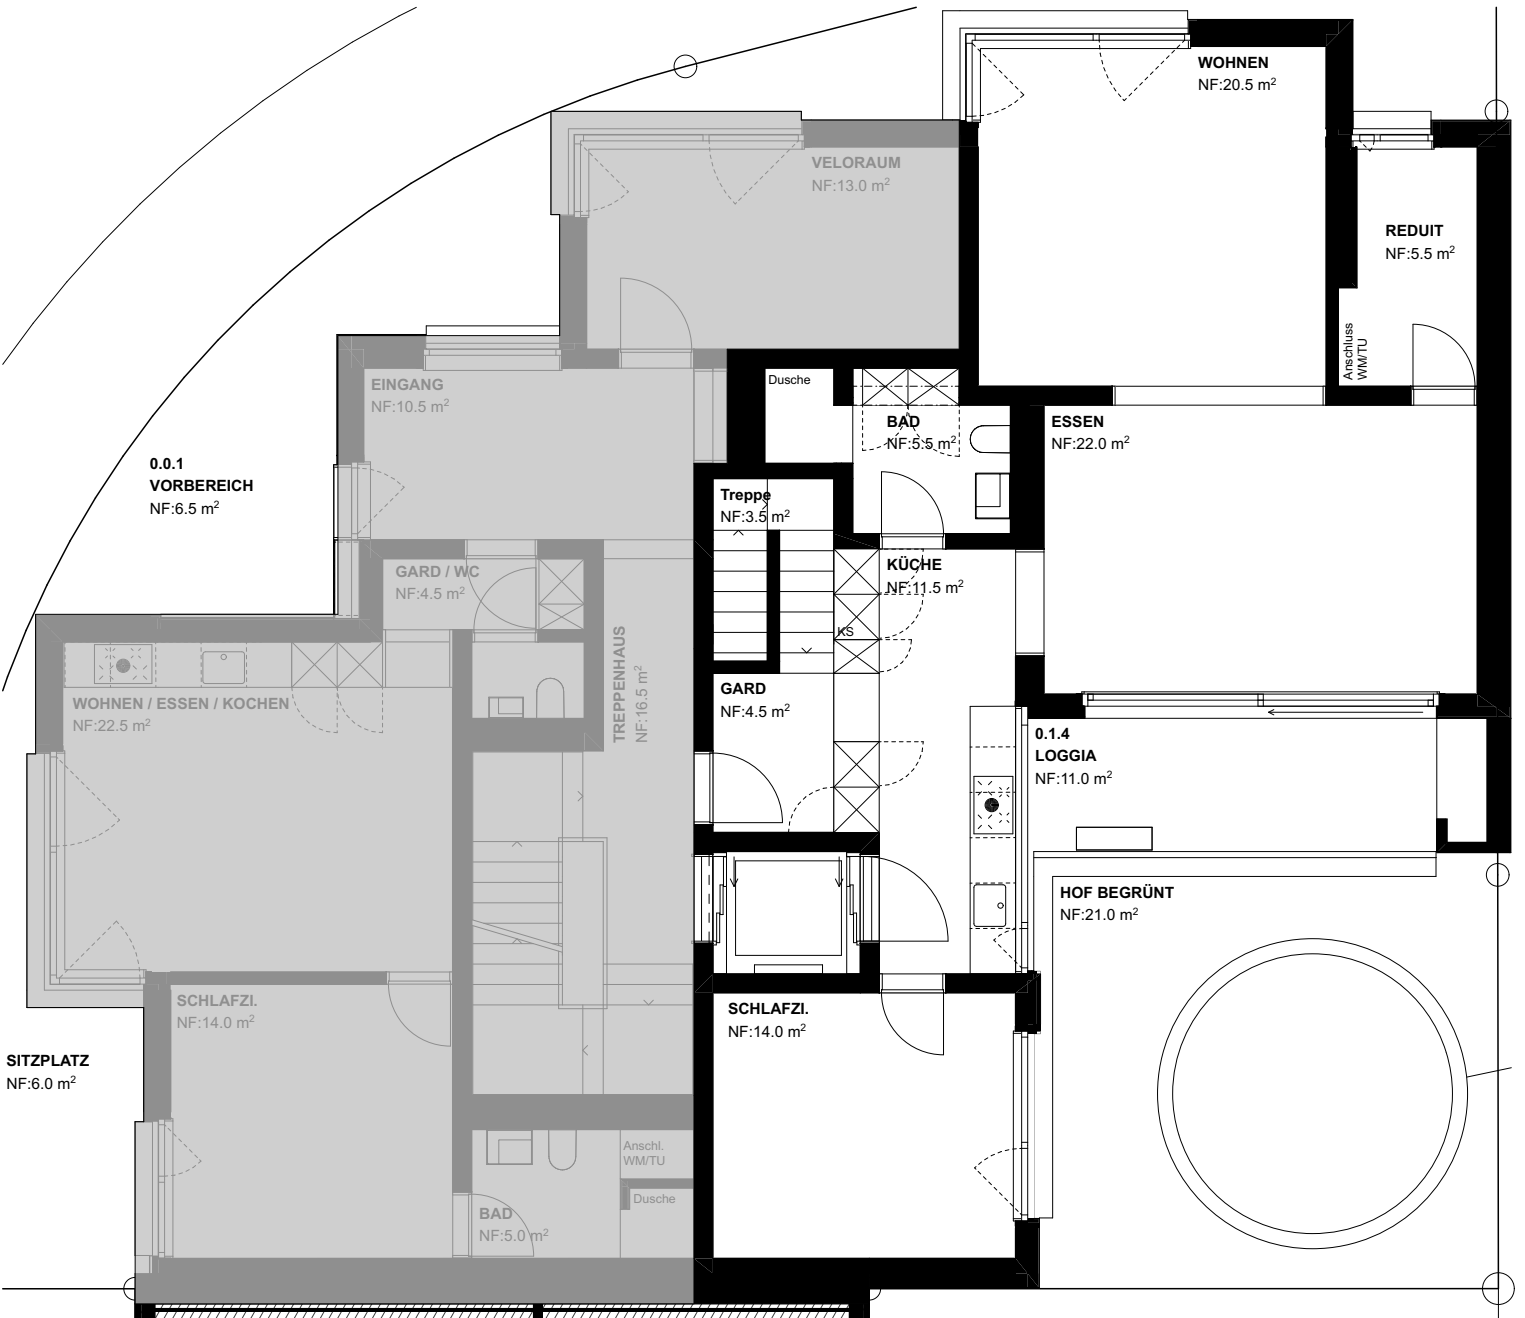 WOHNEN
NF:20.5 m²
VELORAUM
NF:13.0 m²
REDUIT
NF:5.5 m²
Anschluss
WM/TU
EINGANG
NF:10.5 m²
Dusche
BAD
NF:5.5 m²
ESSEN
NF:22.0 m²
0.0.1
VORBEREICH
NF:6.5 m²
Treppe
NF:3.5 m²
GARD / WC
NF:4.5 m²
KÜCHE
NF:11.5 m²
KS
TREPPENHAUS
NF:16.5 m²
WOHNEN / ESSEN / KOCHEN
NF:22.5 m²
GARD
NF:4.5 m²
0.1.4
LOGGIA
NF:11.0 m²
HOF BEGRÜNT
NF:21.0 m²
SCHLAFZI.
NF:14.0 m²
SCHLAFZI.
NF:14.0 m²
SITZPLATZ
NF:6.0 m²
Anschl.
WM/TU
Dusche
BAD
NF:5.0 m²